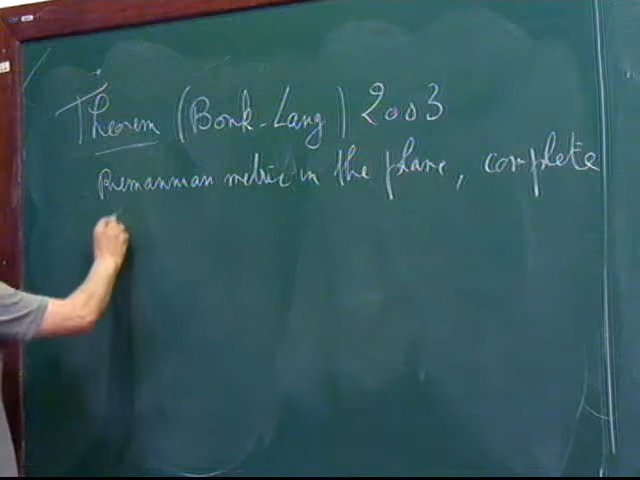 Theorem (Bonk-Lang) 2003
Riemannian metric in the plane, complete